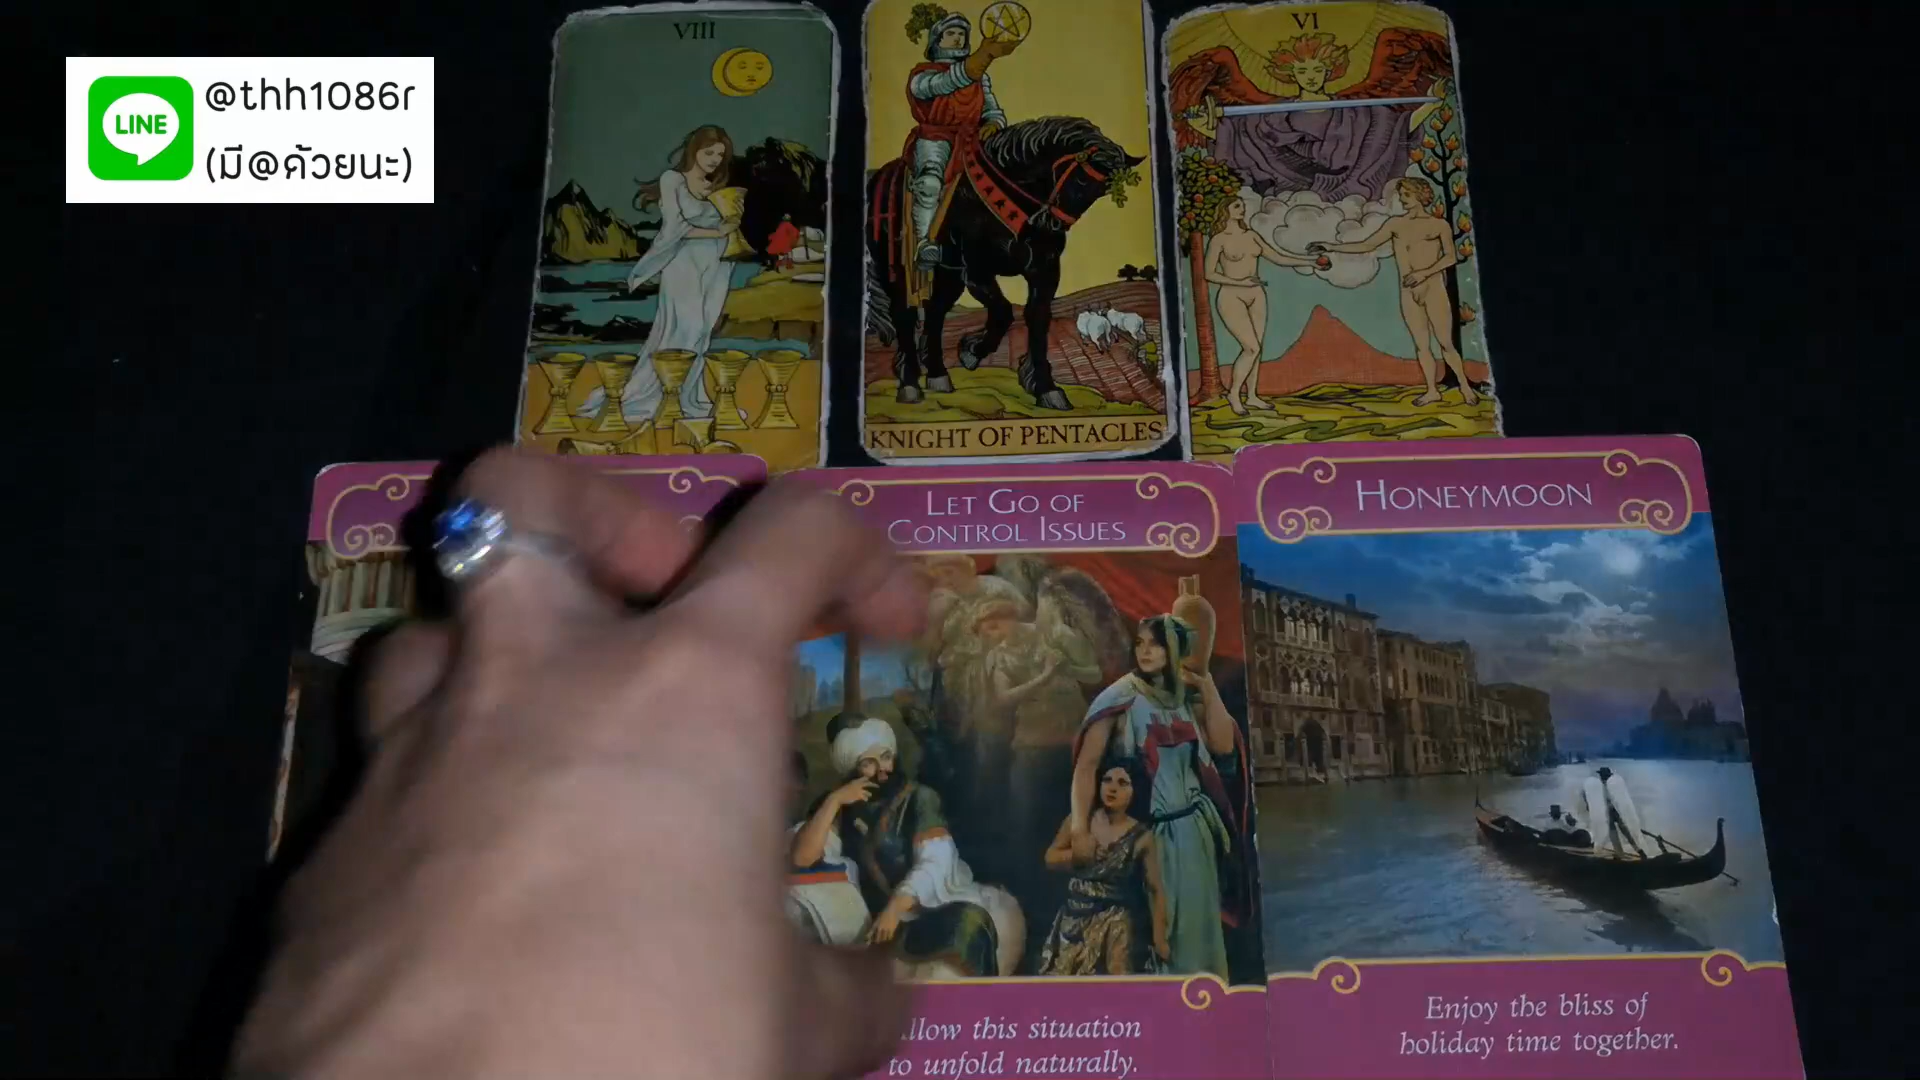 LINE
@thh1086r
(มี@ด้วยนะ)
VIII
VI
KNIGHT OF PENTACLES
LET GO OF
CONTROL ISSUES
HONEYMOON
this situation
to unfold naturally.
Enjoy the bliss of
holiday time together.